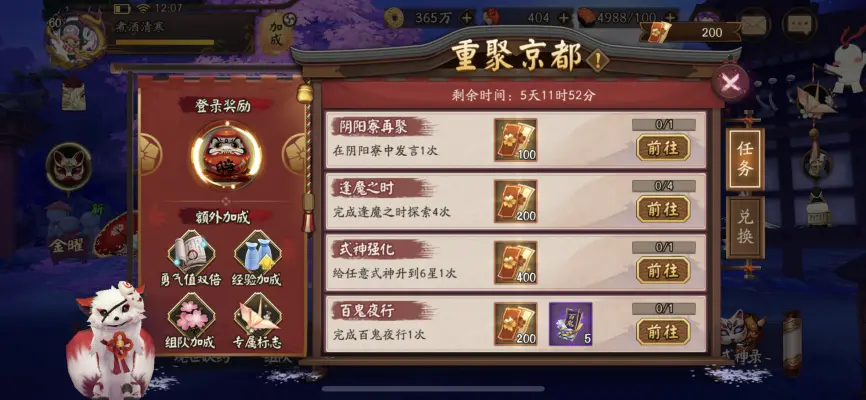 12:07
60
煮酒清寒
加成
365万
404
4988/100
200
重聚京都
!
剩余时间：5天11时52分
登录奖励
倍
额外加成
勇气值双倍
经验加成
组队加成
专属标志
阴阳寮再聚
在阴阳寮中发言1次
100
0/1
前往
逢魔之时
完成逢魔之时探索4次
200
0/4
前往
式神强化
给任意式神升到6星1次
400
0/1
前往
百鬼夜行
完成百鬼夜行1次
200
5
0/1
前往
任务
兑换
新
金曜
组队
式神录